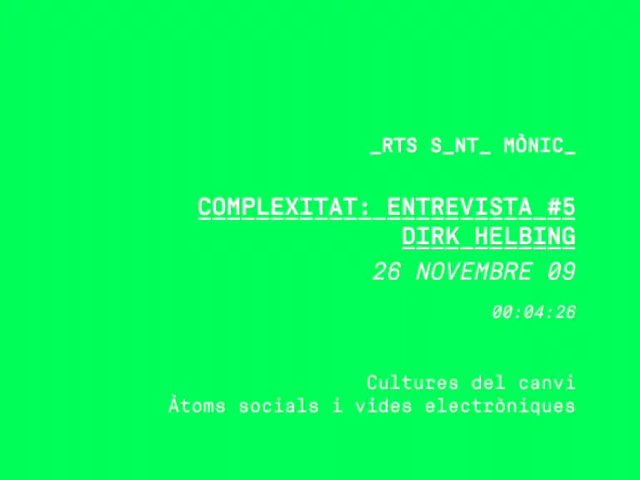 _RTS S_NT_ MÒNIC_
COMPLEXITAT: ENTREVISTA #5
DIRK HELBING
26 NOVEMBRE 09
00:04:26
Cultures del canvi
Àtoms socials i vides electròniques